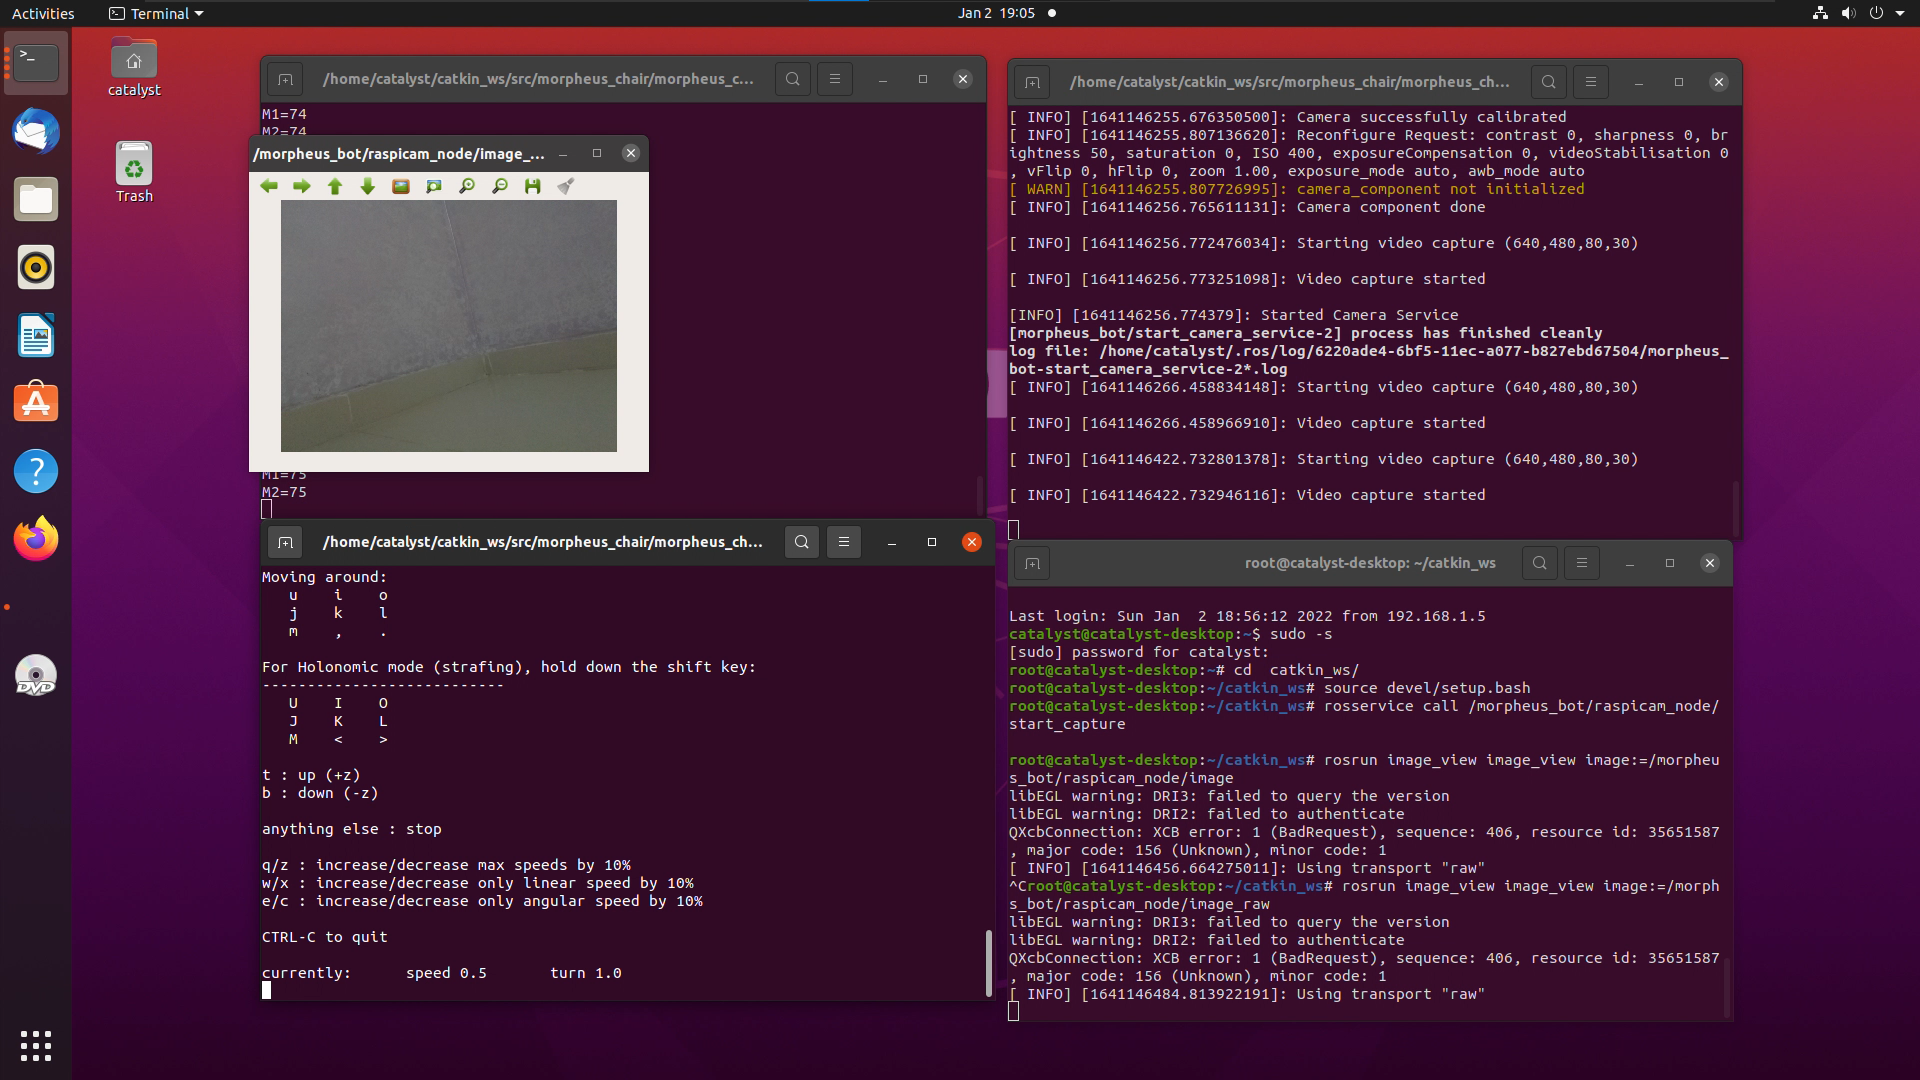 Activities
Terminal
Jan 2  19:05
catalyst
Trash
/home/catalyst/catkin_ws/src/morpheus_chair/morpheus_c...
M1=74
M2=74
/morpheus_bot/raspicam_node/image_...
M1=75
M2=75
/home/catalyst/catkin_ws/src/morpheus_chair/morpheus_ch...
Moving around:
u    i    o
j    k    l
m    ,    .
For Holonomic mode (strafing), hold down the shift key:
---------------------------
U    I    O
J    K    L
M    <    >
t : up (+z)
b : down (-z)
anything else : stop
q/z : increase/decrease max speeds by 10%
w/x : increase/decrease only linear speed by 10%
e/c : increase/decrease only angular speed by 10%
CTRL-C to quit
currently:      speed 0.5       turn 1.0
/home/catalyst/catkin_ws/src/morpheus_chair/morpheus_ch...
[ INFO] [1641146255.676350500]: Camera successfully calibrated
[ INFO] [1641146255.807136620]: Reconfigure Request: contrast 0, sharpness 0, br
ightness 50, saturation 0, ISO 400, exposureCompensation 0, videoStabilisation 0
, vFlip 0, hFlip 0, zoom 1.00, exposure_mode auto, awb_mode auto
[ WARN] [1641146255.807726995]: camera_component not initialized
[ INFO] [1641146256.765611131]: Camera component done
[ INFO] [1641146256.772476034]: Starting video capture (640,480,80,30)
[ INFO] [1641146256.773251098]: Video capture started
[INFO] [1641146256.774379]: Started Camera Service
[morpheus_bot/start_camera_service-2] process has finished cleanly
log file: /home/catalyst/.ros/log/6220ade4-6bf5-11ec-a077-b827ebd67504/morpheus_
bot-start_camera_service-2*.log
[ INFO] [1641146266.458834148]: Starting video capture (640,480,80,30)
[ INFO] [1641146266.458966910]: Video capture started
[ INFO] [1641146422.732801378]: Starting video capture (640,480,80,30)
[ INFO] [1641146422.732946116]: Video capture started
root@catalyst-desktop: ~/catkin_ws
Last login: Sun Jan  2 18:56:12 2022 from 192.168.1.5
catalyst@catalyst-desktop:~$ sudo -s
[sudo] password for catalyst:
root@catalyst-desktop:~# cd  catkin_ws/
root@catalyst-desktop:~/catkin_ws# source devel/setup.bash
root@catalyst-desktop:~/catkin_ws# rosservice call /morpheus_bot/raspicam_node/
start_capture
root@catalyst-desktop:~/catkin_ws# rosrun image_view image_view image:=/morpheu
s_bot/raspicam_node/image
libEGL warning: DRI3: failed to query the version
libEGL warning: DRI2: failed to authenticate
QXcbConnection: XCB error: 1 (BadRequest), sequence: 406, resource id: 35651587
, major code: 156 (Unknown), minor code: 1
[ INFO] [1641146456.664275011]: Using transport "raw"
^Croot@catalyst-desktop:~/catkin_ws# rosrun image_view image_view image:=/morph
s_bot/raspicam_node/image_raw
libEGL warning: DRI3: failed to query the version
libEGL warning: DRI2: failed to authenticate
QXcbConnection: XCB error: 1 (BadRequest), sequence: 406, resource id: 35651587
, major code: 156 (Unknown), minor code: 1
[ INFO] [1641146484.813922191]: Using transport "raw"
DVD